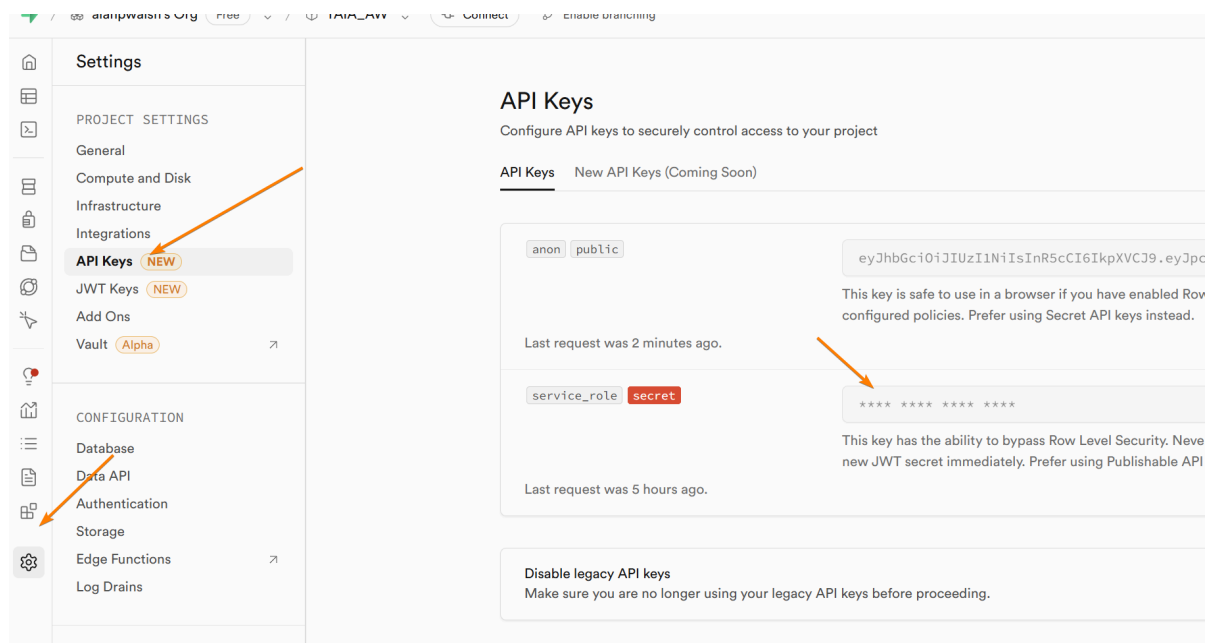 alanpwalsh's Org Free / TAIA_AW Connect Enable branching
Settings
PROJECT SETTINGS
General
Compute and Disk
Infrastructure
Integrations
API Keys NEW
JWT Keys NEW
Add Ons
Vault Alpha
CONFIGURATION
Database
Data API
Authentication
Storage
Edge Functions
Log Drains
API Keys
Configure API keys to securely control access to your project
API Keys New API Keys (Coming Soon)
anon public
eyJhbGciOiJIUzI1NiIsInR5cCI6IkpXVCJ9.eyJpc
This key is safe to use in a browser if you have enabled Row
configured policies. Prefer using Secret API keys instead.
Last request was 2 minutes ago.
service_role secret
**** **** **** ****
This key has the ability to bypass Row Level Security. Neve
new JWT secret immediately. Prefer using Publishable API
Last request was 5 hours ago.
Disable legacy API keys
Make sure you are no longer using your legacy API keys before proceeding.